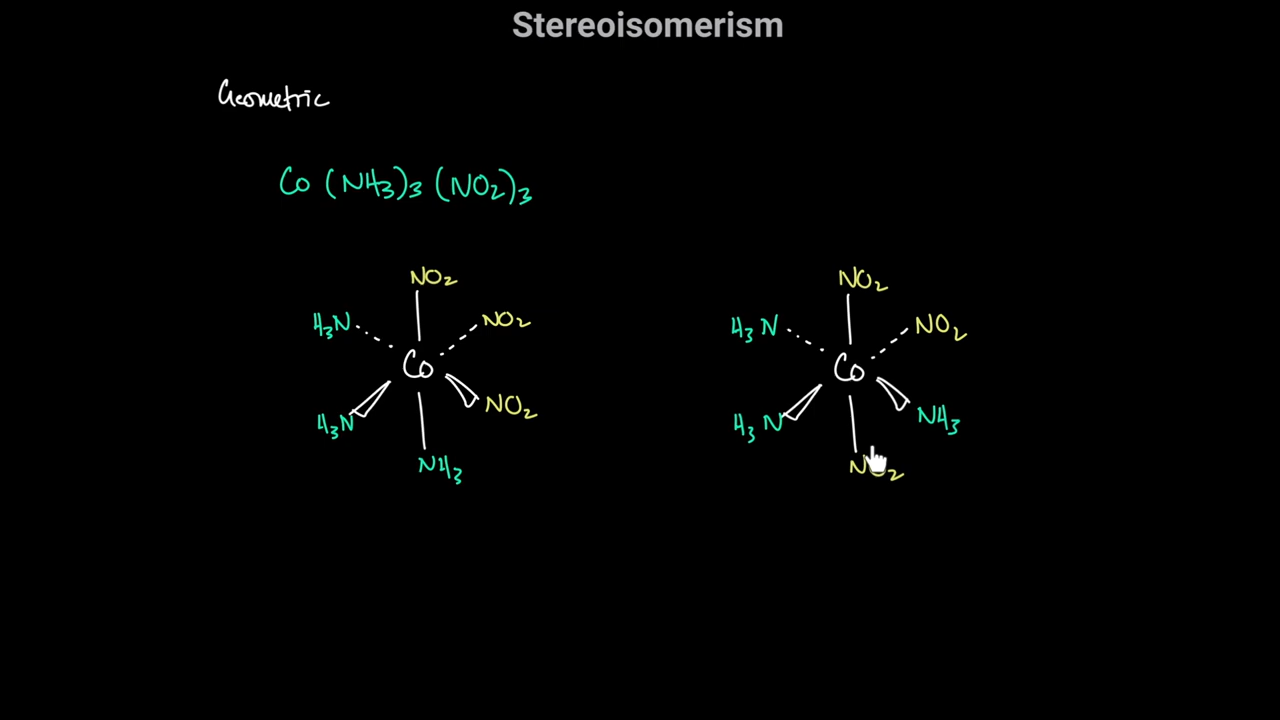 Stereoisomerism
Geometric
Co (NH3)3 (NO2)3
NO2 NO2
H3N NO2 H3N NO2
Co Co
H3N NO2 H3N NH3
NH3 NO2